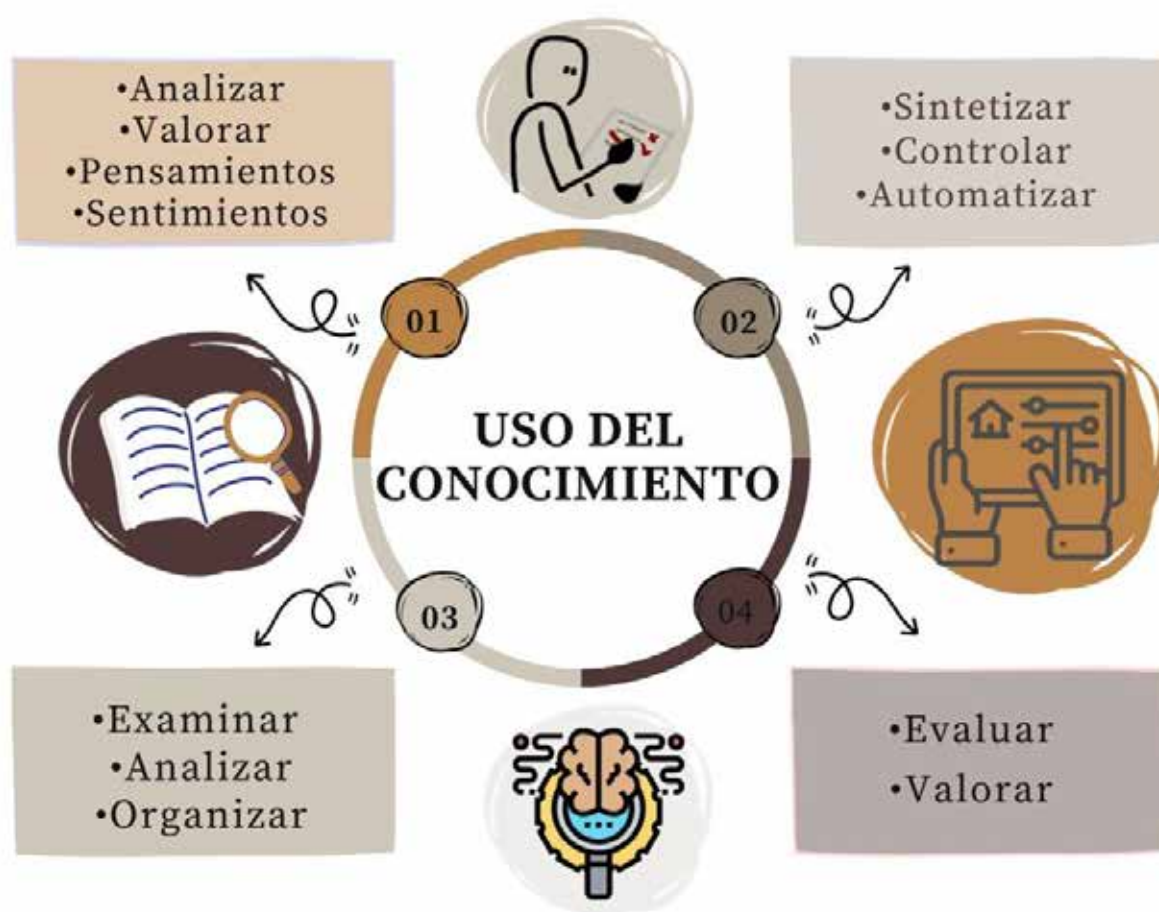 •Analizar
•Valorar
•Pensamientos
•Sentimientos
•Sintetizar
•Controlar
•Automatizar
01
02
USO DEL
CONOCIMIENTO
03
04
•Examinar
•Analizar
•Organizar
•Evaluar
•Valorar